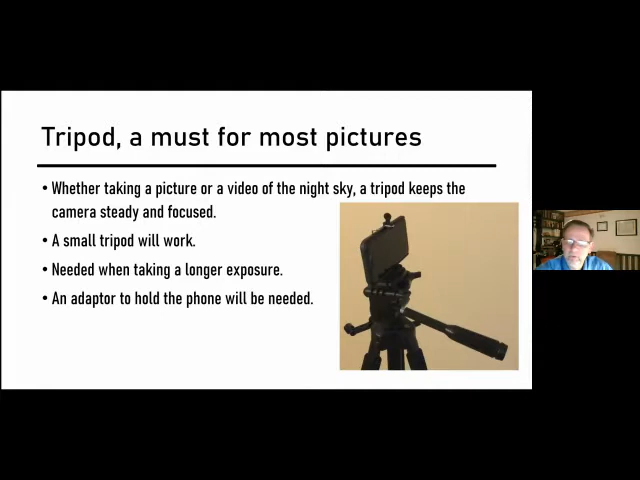 Tripod, a must for most pictures
• Whether taking a picture or a video of the night sky, a tripod keeps the
camera steady and focused.
• A small tripod will work.
• Needed when taking a longer exposure.
• An adaptor to hold the phone will be needed.